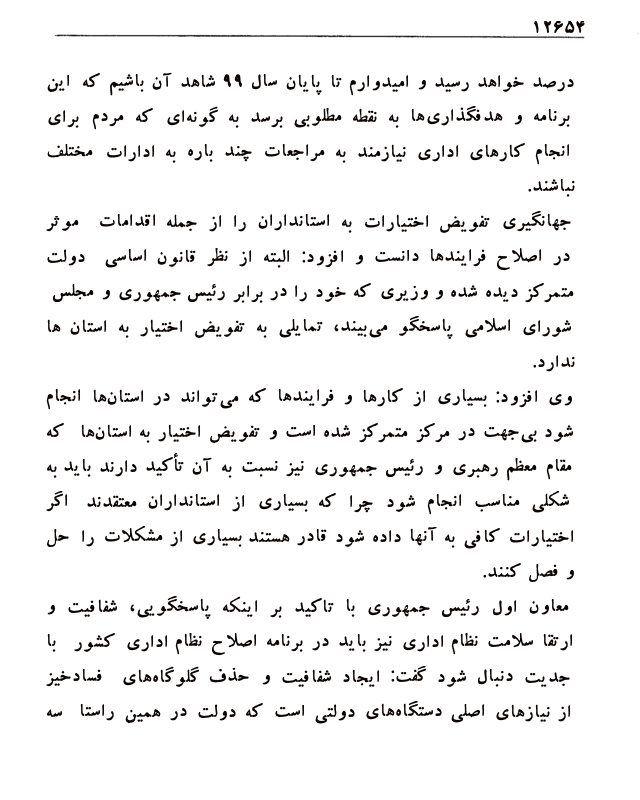 ۱۲۶۵۴
درصد خواهد رسید و امیدوارم تا پایان سال ۹۹ شاهد آن باشیم که این
برنامه و هدفگذاری‌ها به نقطه مطلوبی برسد به گونه‌ای که مردم برای
انجام کارهای اداری نیازمند به مراجعات چند باره به ادارات مختلف
نباشند.
جهانگیری تفویض اختیارات به استانداران را از جمله اقدامات موثر
در اصلاح فرایندها دانست و افزود: البته از نظر قانون اساسی دولت
متمرکز دیده شده و وزیری که خود را در برابر رئیس جمهوری و مجلس
شورای اسلامی پاسخگو می‌بیند، تمایلی به تفویض اختیار به استان ها
ندارد.
وی افزود: بسیاری از کارها و فرایندها که می‌تواند در استان‌ها انجام
شود بی‌جهت در مرکز متمرکز شده است و تفویض اختیار به استان‌ها که
مقام معظم رهبری و رئیس جمهوری نیز نسبت به آن تأکید دارند باید به
شکلی مناسب انجام شود چرا که بسیاری از استانداران معتقدند اگر
اختیارات کافی به آنها داده شود قادر هستند بسیاری از مشکلات را حل
و فصل کنند.
معاون اول رئیس جمهوری با تاکید بر اینکه پاسخگویی، شفافیت و
ارتقا سلامت نظام اداری نیز باید در برنامه اصلاح نظام اداری کشور با
جدیت دنبال شود گفت: ایجاد شفافیت و حذف گلوگاه‌های فسادخیز
از نیازهای اصلی دستگاه‌های دولتی است که دولت در همین راستا سه